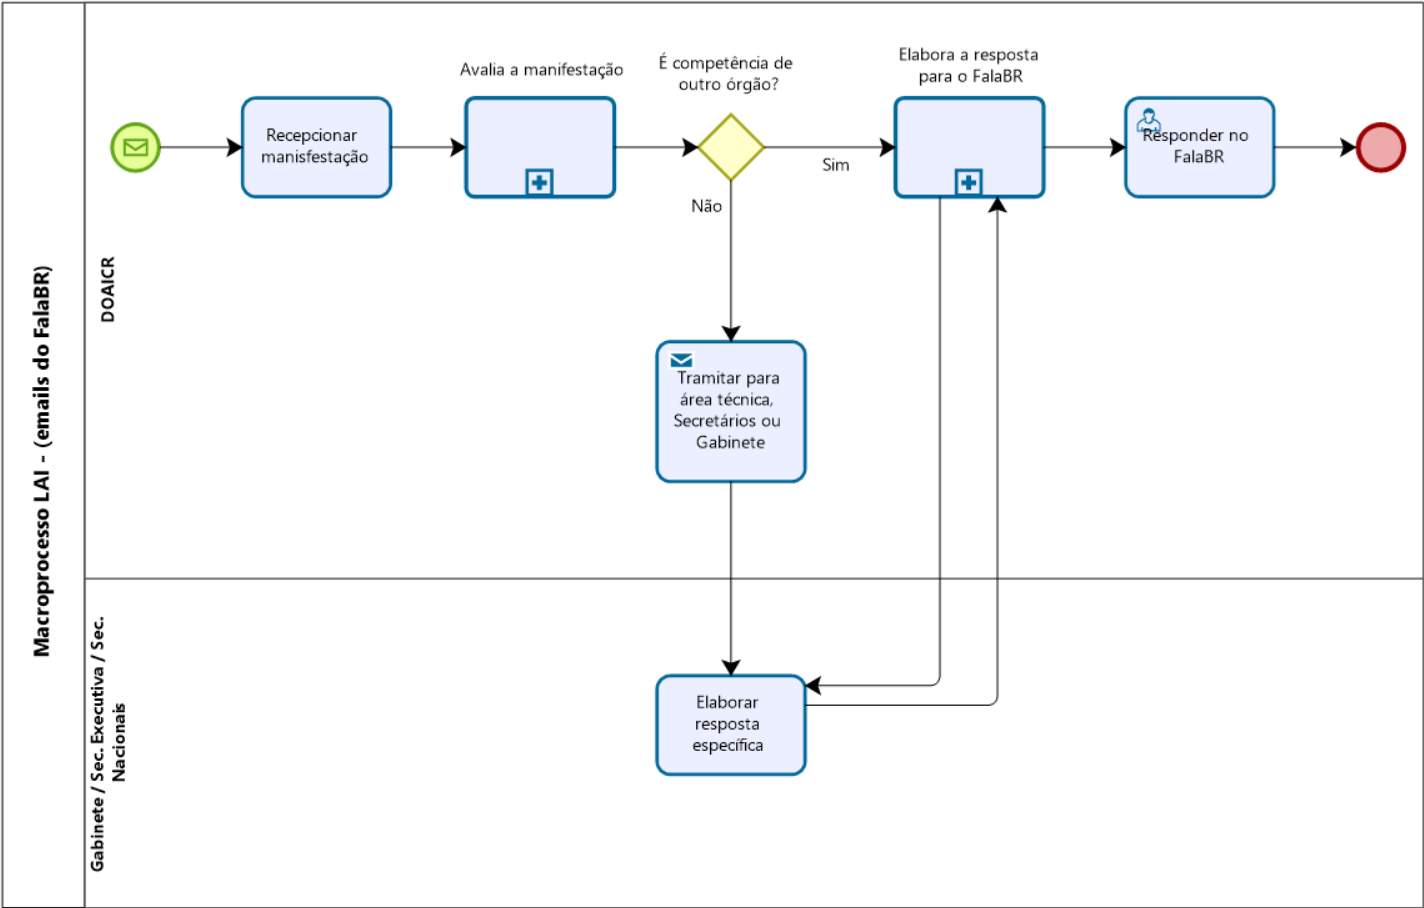 Macroprocesso LAI - (emails do FalaBR)
DOAICR
Recepcionar
manisfestação
Avalia a manifestação
É competência de
outro órgão?
Sim
Não
Elabora a resposta
para o FalaBR
Responder no
FalaBR
Tramitar para
área técnica,
Secretários ou
Gabinete
Gabinete / Sec. Executiva / Sec.
Nacionais
Elaborar
resposta
específica